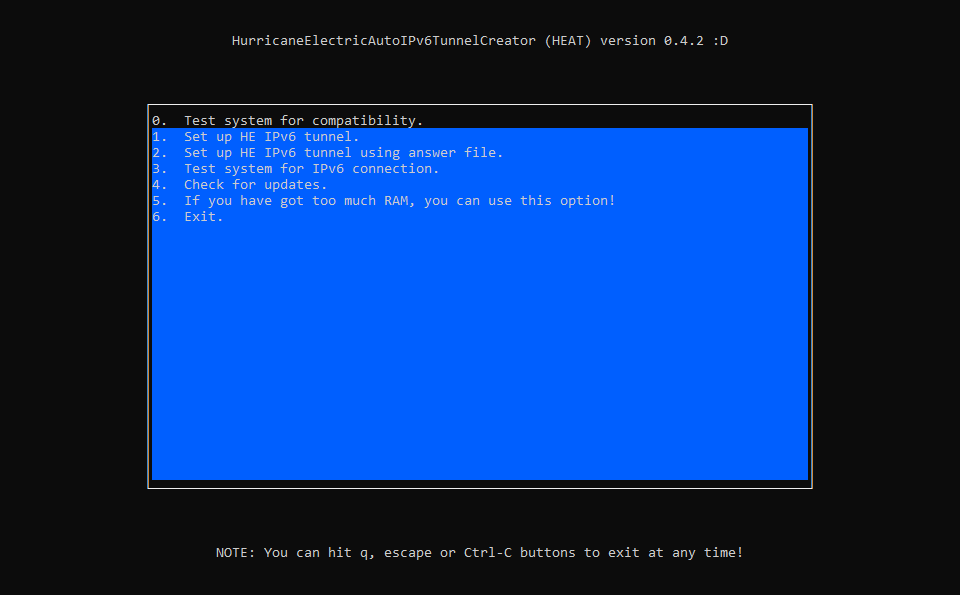 HurricaneElectricAutoIPv6TunnelCreator (HEAT) version 0.4.2 :D
0. Test system for compatibility.
1. Set up HE IPv6 tunnel.
2. Set up HE IPv6 tunnel using answer file.
3. Test system for IPv6 connection.
4. Check for updates.
5. If you have got too much RAM, you can use this option!
6. Exit.
NOTE: You can hit q, escape or Ctrl-C buttons to exit at any time!